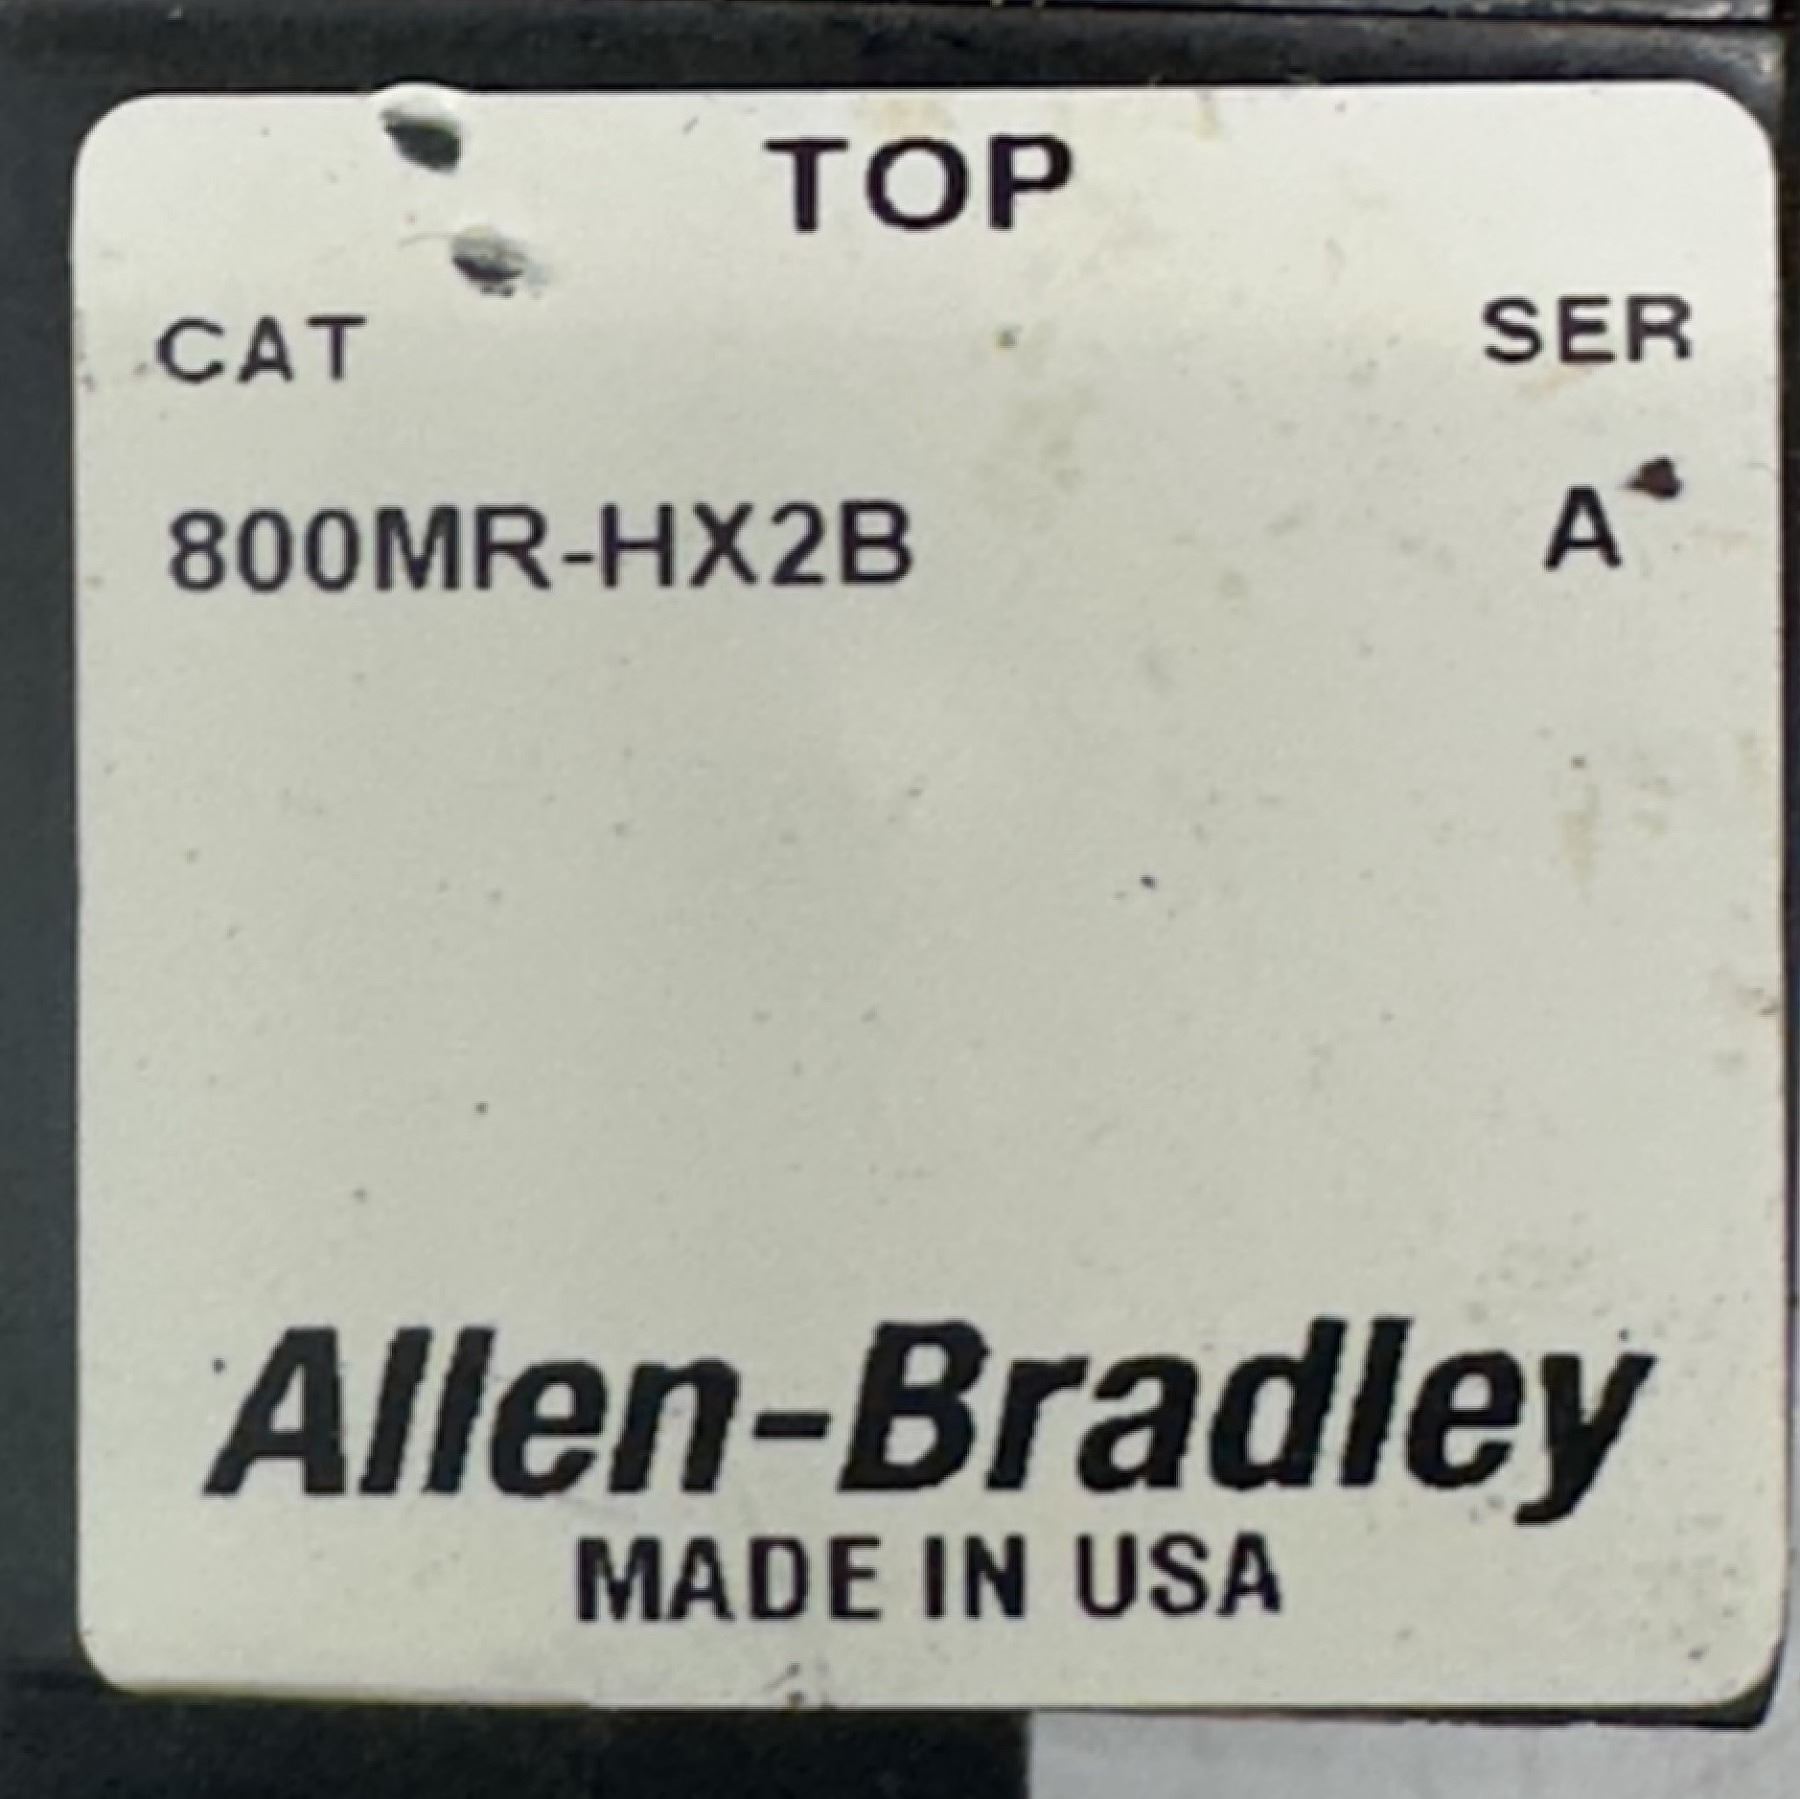 TOP
CAT SER
800MR-HX2B A
Allen-Bradley
MADE IN USA